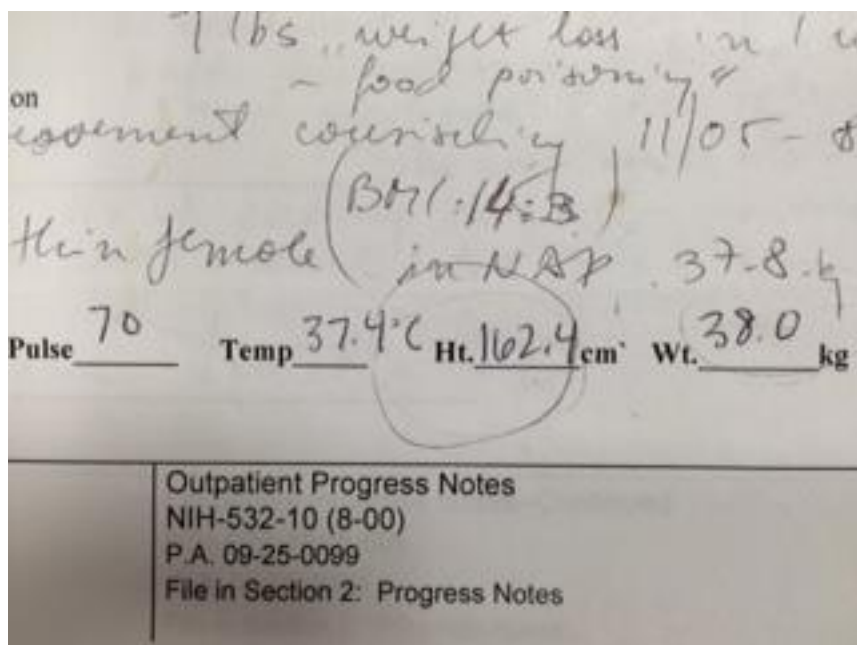 7 lbs weight loss in 1
~ food poisoning"
on
counseling 11/05 -
(BMI: 14.3)
thin female in NAD 37.8 kg
Pulse 70 Temp 37.4°C Ht. 162.4 cm Wt. 38.0 kg
Outpatient Progress Notes
NIH-532-10 (8-00)
P.A. 09-25-0099
File in Section 2: Progress Notes